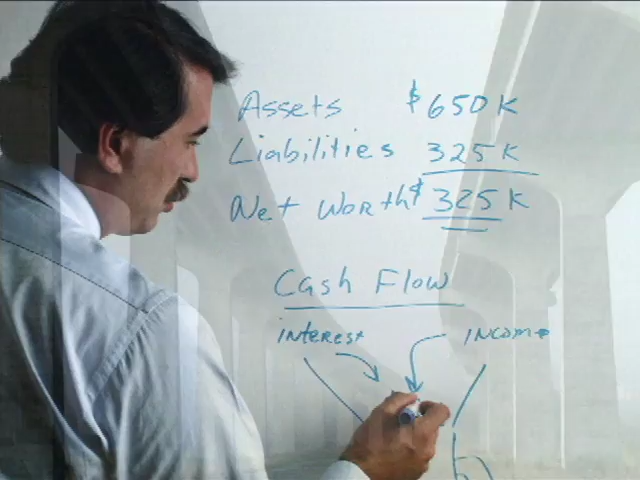 Assets $650K
Liabilities 325K
Net Worth $325K
Cash Flow
Interest Income